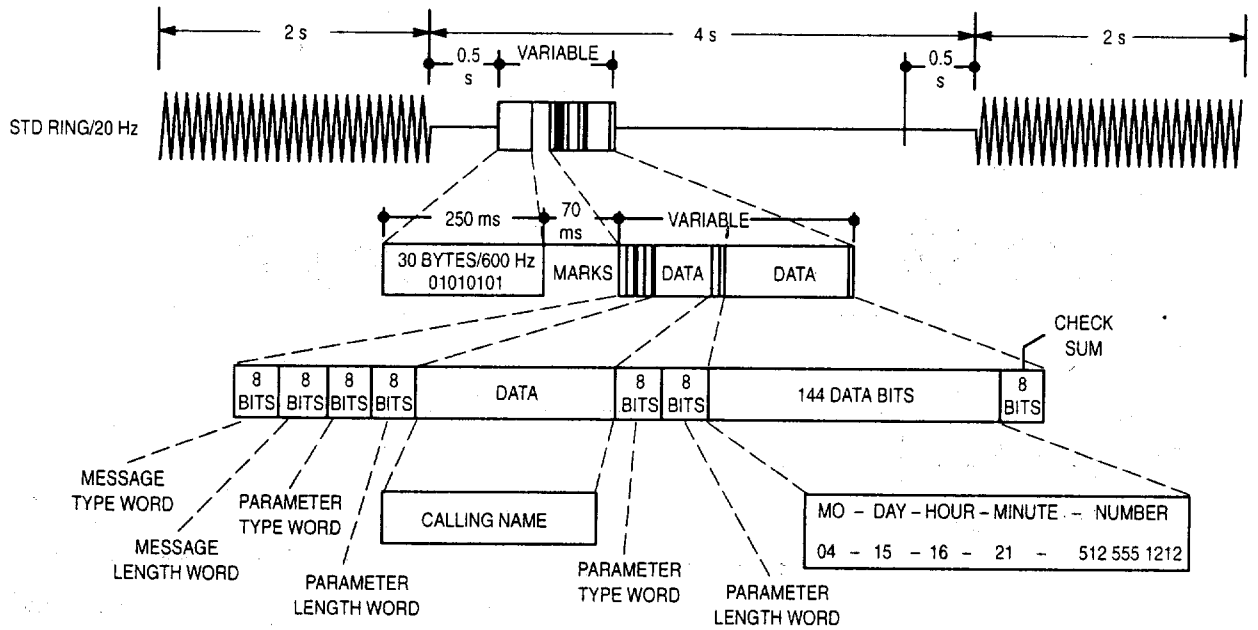 2 s
4 s
2 s
0.5
s
VARIABLE
0.5
s
STD RING/20 Hz
250 ms
70
ms
VARIABLE
30 BYTES/600 Hz
01010101
MARKS
DATA
DATA
CHECK
SUM
8
BITS
8
BITS
8
BITS
8
BITS
DATA
8
BITS
8
BITS
144 DATA BITS
8
BITS
MESSAGE
TYPE WORD
MESSAGE
LENGTH WORD
PARAMETER
TYPE WORD
PARAMETER
LENGTH WORD
CALLING NAME
PARAMETER
TYPE WORD
PARAMETER
LENGTH WORD
MO – DAY – HOUR – MINUTE – NUMBER
04 – 15 – 16 – 21 – 512 555 1212